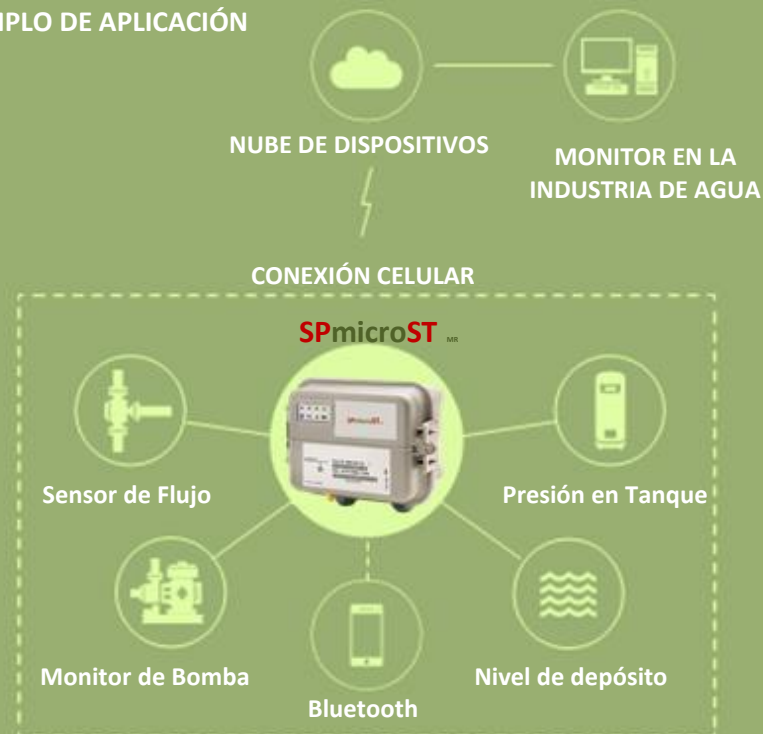 IPLO DE APLICACIÓN
NUBE DE DISPOSITIVOS
MONITOR EN LA
INDUSTRIA DE AGUA
CONEXIÓN CELULAR
SPmicroST MR
SPmicroST
Sensor de Flujo
Presión en Tanque
Monitor de Bomba
Nivel de depósito
Bluetooth